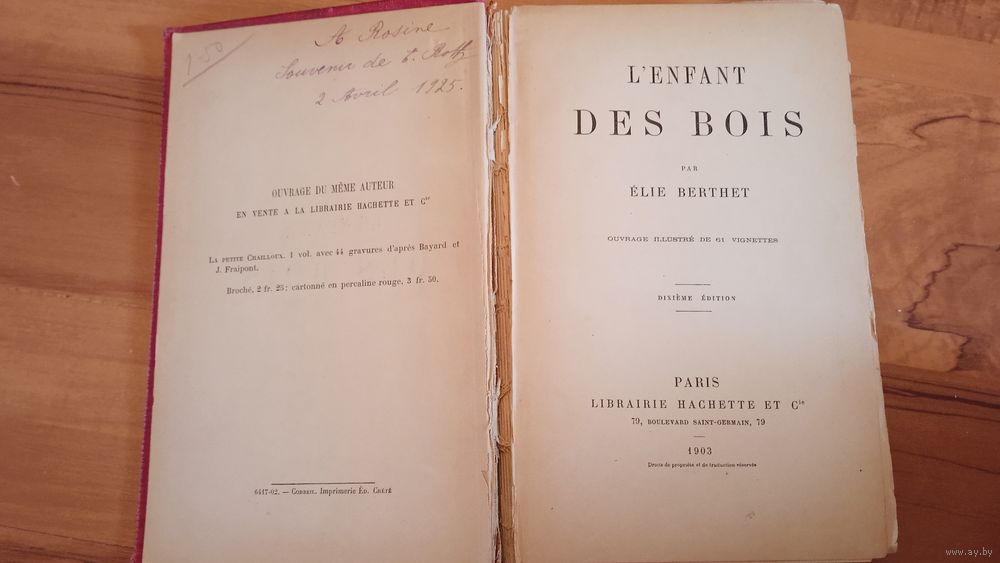 1-50
A Rosine
Souvenir de
2 Avril 1925.
OUVRAGE DU MÊME AUTEUR
EN VENTE A LA LIBRAIRIE HACHETTE ET Cie
LA PETITE CHAILLOUX. 1 vol. avec 44 gravures d'après Bayard et
J. Fraipont.
Broché, 2 fr. 25; cartonné en percaline rouge, 3 fr. 50.
6447-02. — CORBEIL. Imprimerie ÉD. CRÉTÉ
L'ENFANT
DES BOIS
PAR
ÉLIE BERTHET
OUVRAGE ILLUSTRÉ DE 61 VIGNETTES
DIXIÈME ÉDITION
PARIS
LIBRAIRIE HACHETTE ET Cie
79, BOULEVARD SAINT-GERMAIN, 79
1903
Droits de propriété et de traduction réservés
www.ay.by